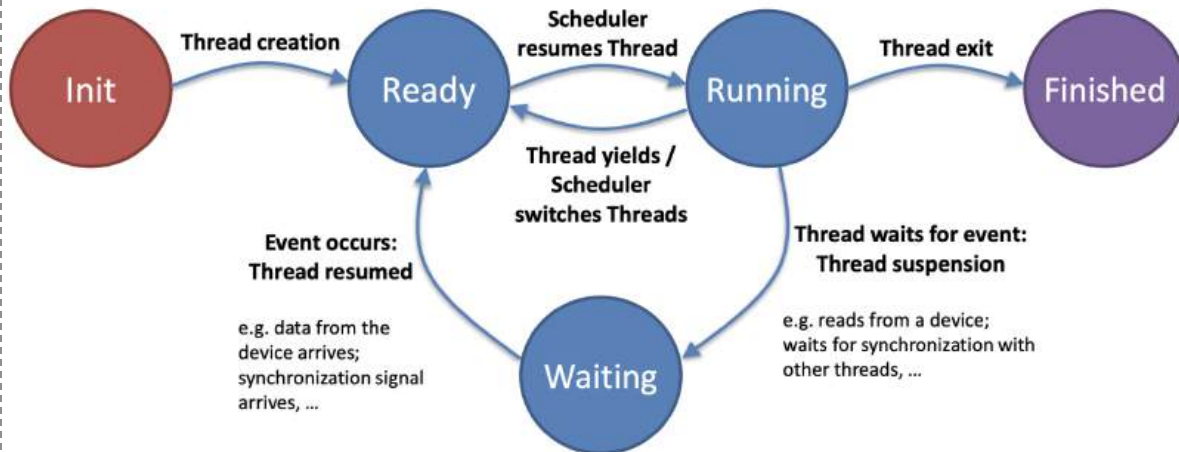 Thread creation
Scheduler
resumes Thread
Thread exit
Init
Ready
Running
Finished
Thread yields /
Scheduler
switches Threads
Event occurs:
Thread resumed
Thread waits for event:
Thread suspension
e.g. data from the
device arrives;
synchronization signal
arrives, ...
e.g. reads from a device;
waits for synchronization with
other threads, ...
Waiting